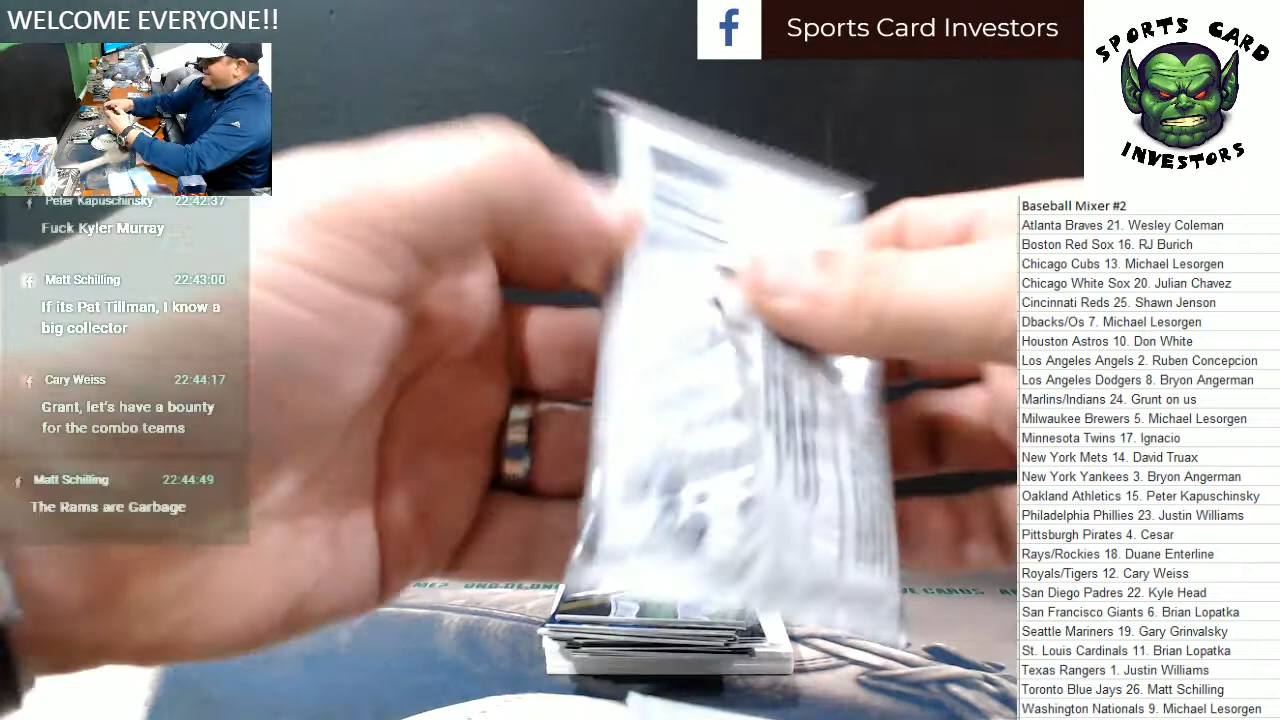 WELCOME EVERYONE!!
Sports Card Investors
SPORTS CARD
INVESTORS
Peter Kapuschinsky 22:42:37
Fuck Kyler Murray
Matt Schilling 22:43:00
If its Pat Tillman, I know a
big collector
Cary Weiss 22:44:17
Grant, let's have a bounty
for the combo teams
Matt Schilling 22:44:49
The Rams are Garbage
Baseball Mixer #2
Atlanta Braves 21. Wesley Coleman
Boston Red Sox 16. RJ Burich
Chicago Cubs 13. Michael Lesorgen
Chicago White Sox 20. Julian Chavez
Cincinnati Reds 25. Shawn Jenson
Dbacks/Os 7. Michael Lesorgen
Houston Astros 10. Don White
Los Angeles Angels 2. Ruben Concepcion
Los Angeles Dodgers 8. Bryon Angerman
Marlins/Indians 24. Grunt on us
Milwaukee Brewers 5. Michael Lesorgen
Minnesota Twins 17. Ignacio
New York Mets 14. David Truax
New York Yankees 3. Bryon Angerman
Oakland Athletics 15. Peter Kapuschinsky
Philadelphia Phillies 23. Justin Williams
Pittsburgh Pirates 4. Cesar
Rays/Rockies 18. Duane Enterline
Royals/Tigers 12. Cary Weiss
San Diego Padres 22. Kyle Head
San Francisco Giants 6. Brian Lopatka
Seattle Mariners 19. Gary Grinvalsky
St. Louis Cardinals 11. Brian Lopatka
Texas Rangers 1. Justin Williams
Toronto Blue Jays 26. Matt Schilling
Washington Nationals 9. Michael Lesorgen